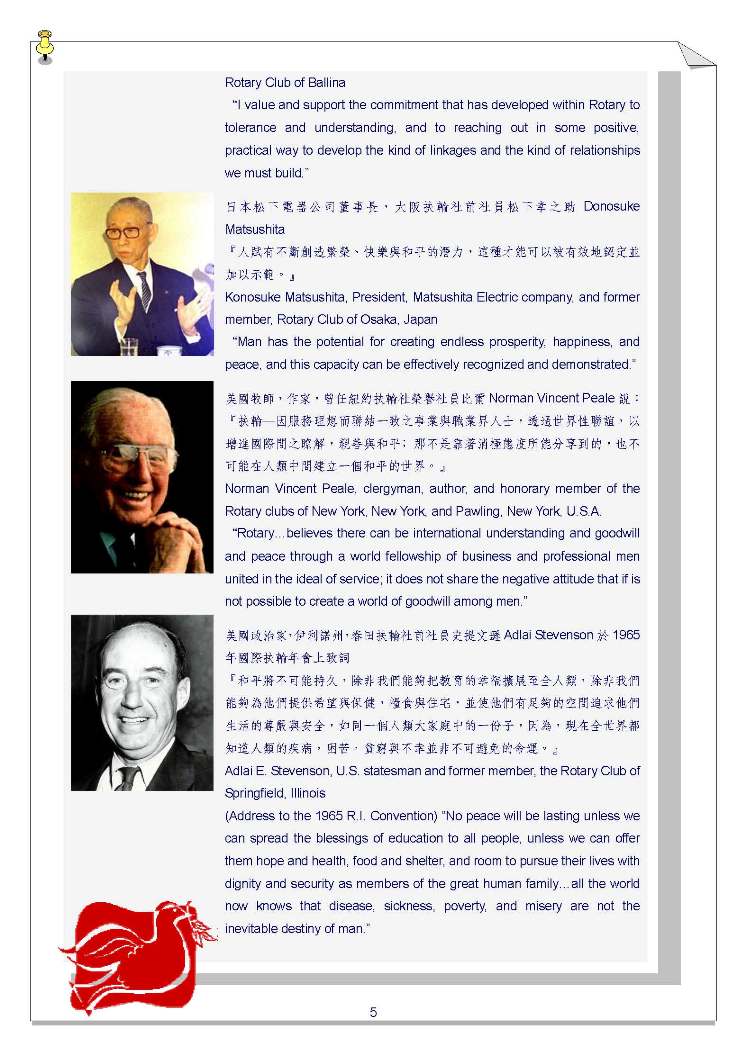 Rotary Club of Ballina
“I value and support the commitment that has developed within Rotary to
tolerance and understanding, and to reaching out in some positive,
practical way to develop the kind of linkages and the kind of relationships
we must build.”
日本松下電器公司董事長，大阪扶輪社前社員松下幸之助 Donosuke
Matsushita
『人賦有不斷創造繁榮、快樂與和平的潛力，這種才能可以被有效地認定並
加以示範。』
Konosuke Matsushita, President, Matsushita Electric company, and former
member, Rotary Club of Osaka, Japan
“Man has the potential for creating endless prosperity, happiness, and
peace, and this capacity can be effectively recognized and demonstrated.”
美國牧師，作家，曾任紐約扶輪社榮譽社員比爾 Norman Vincent Peale 說：
『扶輪—因服務理想而聯結一致之事業與職業界人士，透過世界性聯誼，以
增進國際間之瞭解，親善與和平; 那不是靠著消極態度所能分享到的，也不
可能在人類中間建立一個和平的世界。』
Norman Vincent Peale, clergyman, author, and honorary member of the
Rotary clubs of New York, New York, and Pawling, New York, U.S.A.
“Rotary…believes there can be international understanding and goodwill
and peace through a world fellowship of business and professional men
united in the ideal of service; it does not share the negative attitude that if is
not possible to create a world of goodwill among men.”
美國政治家，伊利諾州，春田扶輪社前社員史提文遜 Adlai Stevenson 於 1965
年國際扶輪年會上致詞
『和平將不可能持久，除非我們能夠把教育的幸福擴展至全人類，除非我們
能夠為他們提供希望與保健，糧食與住宅，並使他們有足夠的空間追求他們
生活的尊嚴與安全，如同一個人類大家庭中的一份子，因為，現在全世界都
知道人類的疾病，困苦，貧窮與不幸並非不可避免的命運。』
Adlai E. Stevenson, U.S. statesman and former member, the Rotary Club of
Springfield, Illinois
(Address to the 1965 R.I. Convention) “No peace will be lasting unless we
can spread the blessings of education to all people, unless we can offer
them hope and health, food and shelter, and room to pursue their lives with
dignity and security as members of the great human family…all the world
now knows that disease, sickness, poverty, and misery are not the
inevitable destiny of man.”
5